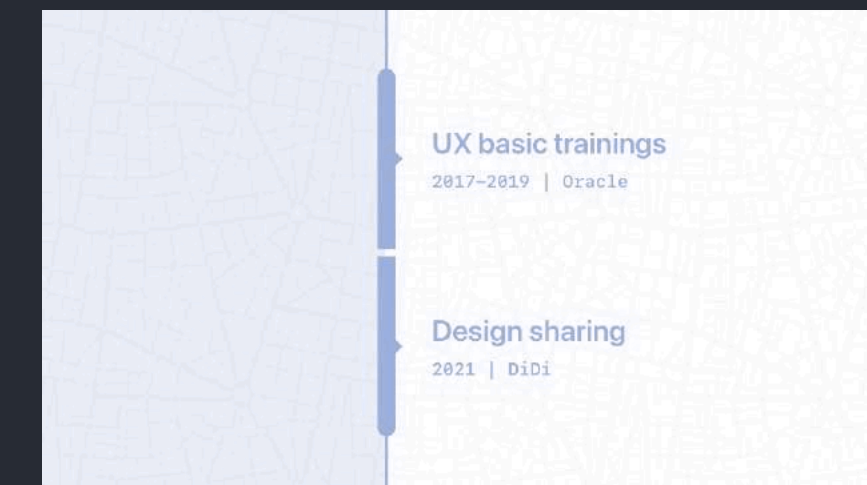 UX basic trainings
2017–2019 | Oracle
Design sharing
2021 | DiDi